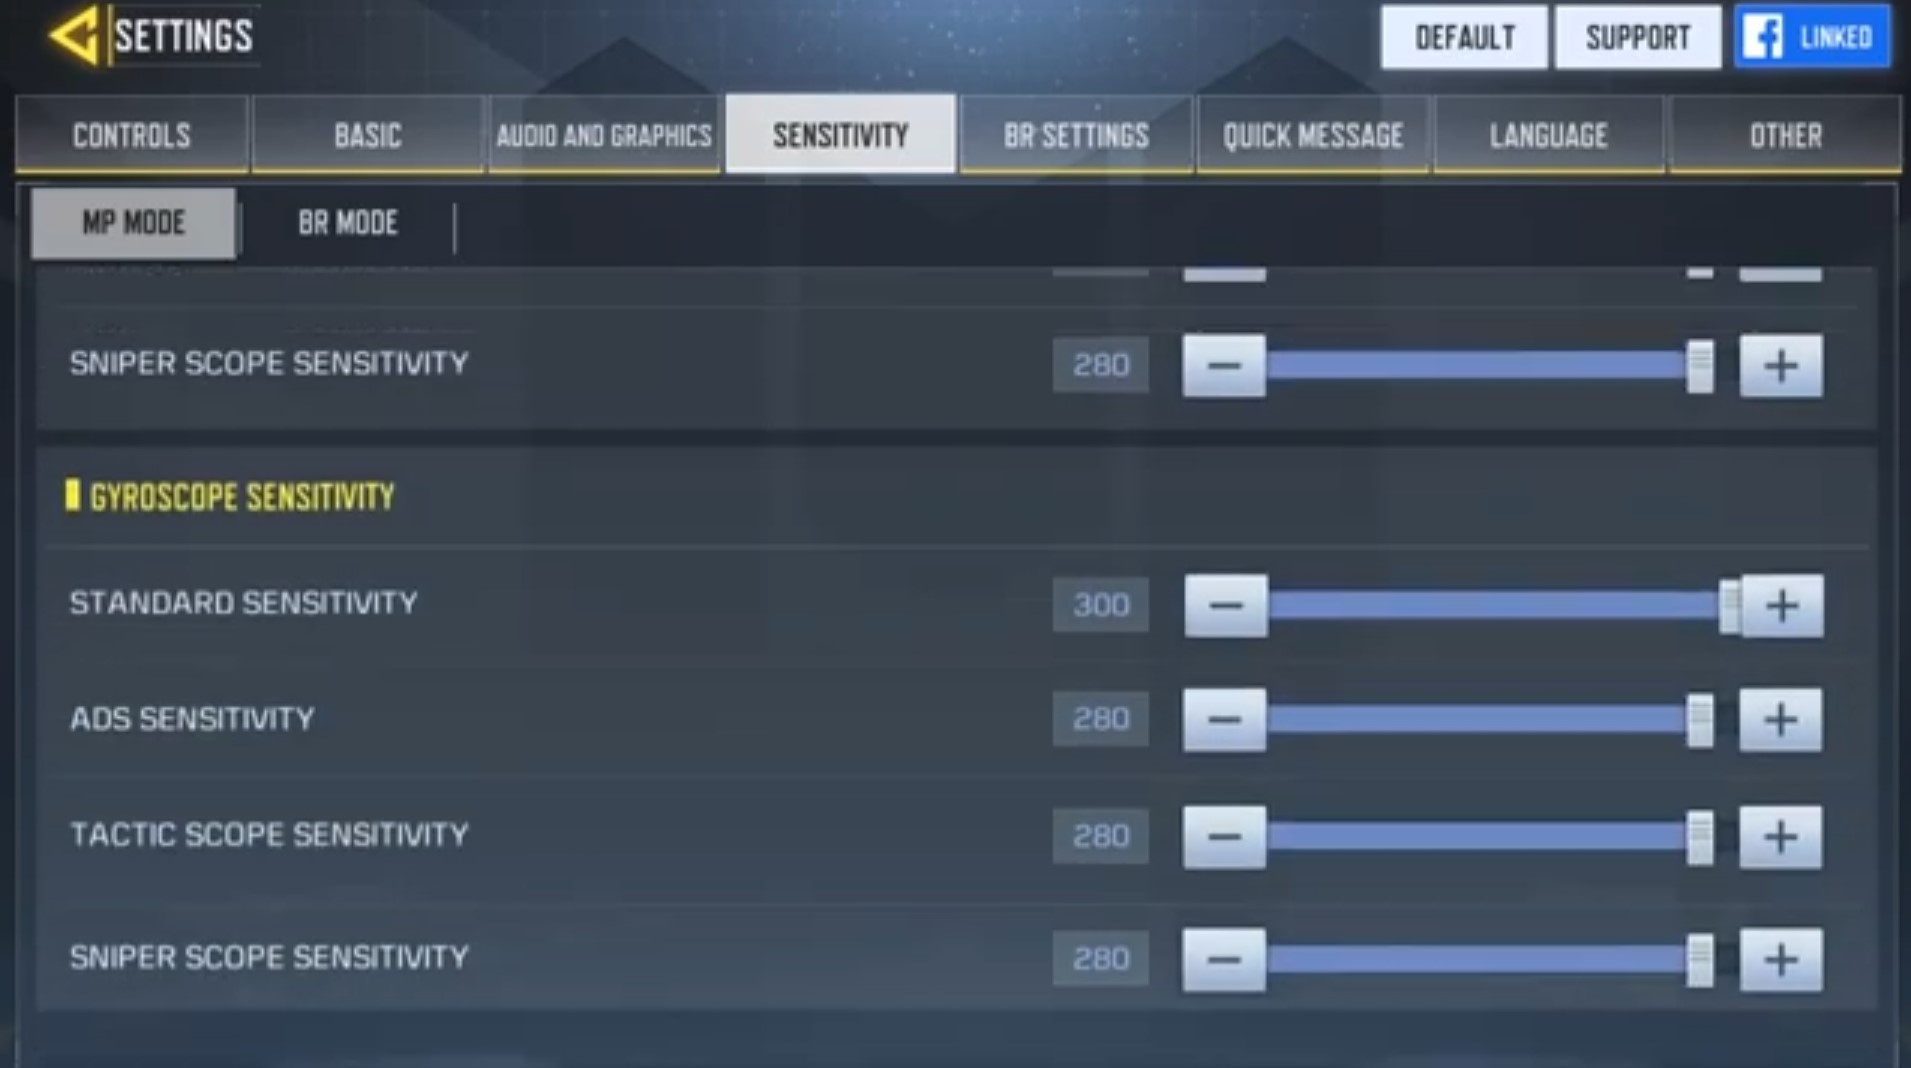 SETTINGS
DEFAULT
SUPPORT
LINKED
CONTROLS
BASIC
AUDIO AND GRAPHICS
SENSITIVITY
BR SETTINGS
QUICK MESSAGE
LANGUAGE
OTHER
MP MODE
BR MODE
SNIPER SCOPE SENSITIVITY
280
GYROSCOPE SENSITIVITY
STANDARD SENSITIVITY
300
ADS SENSITIVITY
280
TACTIC SCOPE SENSITIVITY
280
SNIPER SCOPE SENSITIVITY
280